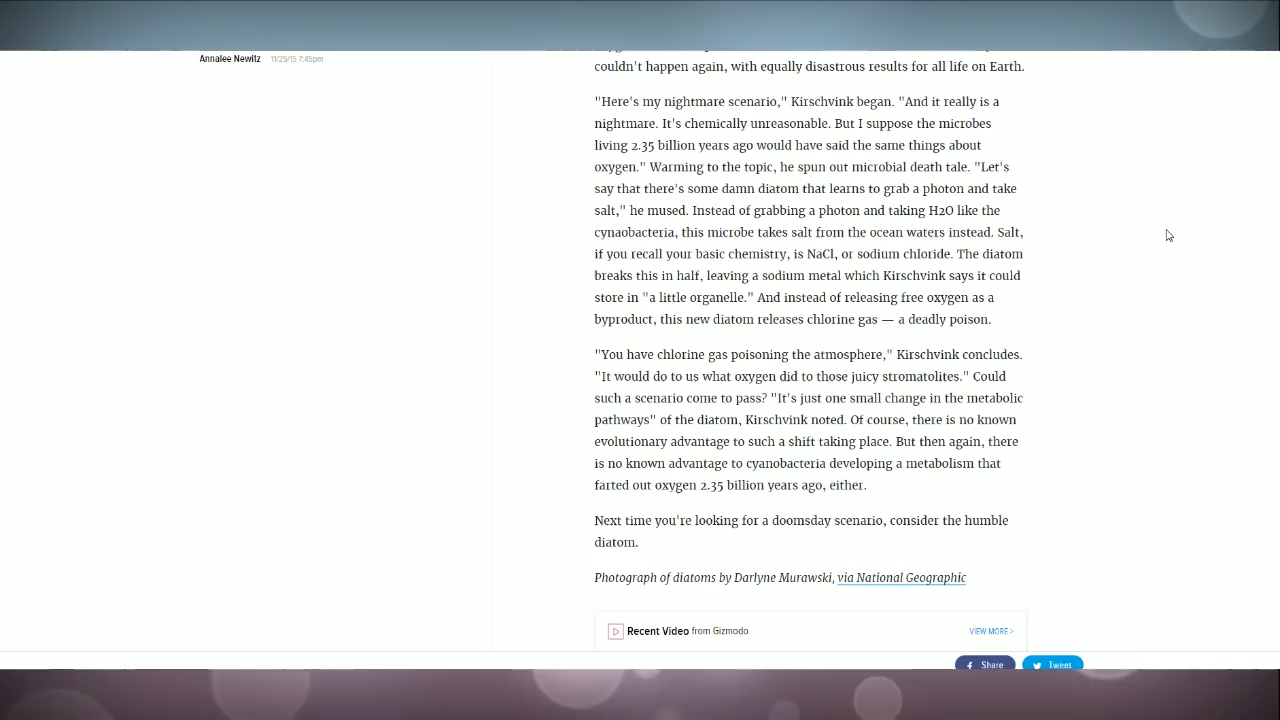 Annalee Newitz 11/25/15 7:45pm
couldn't happen again, with equally disastrous results for all life on Earth.
"Here's my nightmare scenario," Kirschvink began. "And it really is a
nightmare. It's chemically unreasonable. But I suppose the microbes
living 2.35 billion years ago would have said the same things about
oxygen." Warming to the topic, he spun out microbial death tale. "Let's
say that there's some damn diatom that learns to grab a photon and take
salt," he mused. Instead of grabbing a photon and taking H2O like the
cynaobacteria, this microbe takes salt from the ocean waters instead. Salt,
if you recall your basic chemistry, is NaCl, or sodium chloride. The diatom
breaks this in half, leaving a sodium metal which Kirschvink says it could
store in "a little organelle." And instead of releasing free oxygen as a
byproduct, this new diatom releases chlorine gas — a deadly poison.
"You have chlorine gas poisoning the atmosphere," Kirschvink concludes.
"It would do to us what oxygen did to those juicy stromatolites." Could
such a scenario come to pass? "It's just one small change in the metabolic
pathways" of the diatom, Kirschvink noted. Of course, there is no known
evolutionary advantage to such a shift taking place. But then again, there
is no known advantage to cyanobacteria developing a metabolism that
farted out oxygen 2.35 billion years ago, either.
Next time you're looking for a doomsday scenario, consider the humble
diatom.
Photograph of diatoms by Darlyne Murawski, via National Geographic
Recent Video from Gizmodo VIEW MORE >
Share Tweet